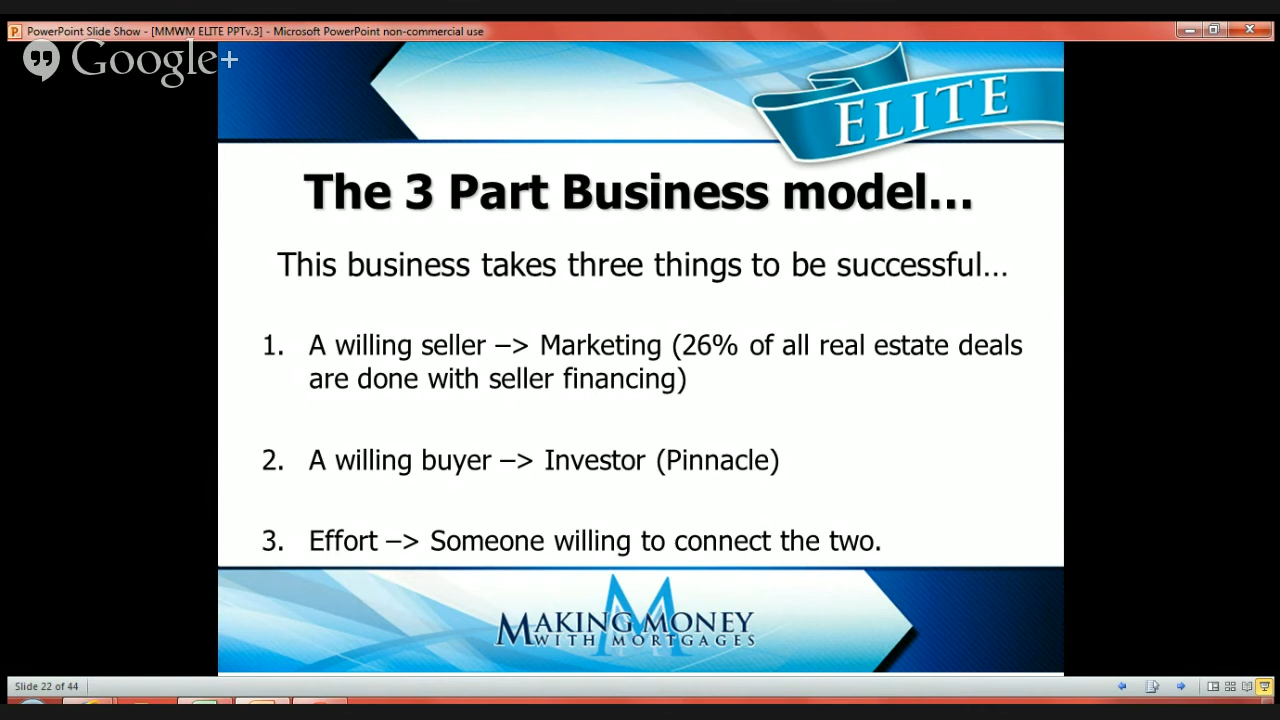 PowerPoint Slide Show - [MMWM ELITE PPTv.3] - Microsoft PowerPoint non-commercial use
Google+
ELITE
The 3 Part Business model...
This business takes three things to be successful...
1. A willing seller –> Marketing (26% of all real estate deals
are done with seller financing)
2. A willing buyer –> Investor (Pinnacle)
3. Effort –> Someone willing to connect the two.
MAKING MONEY
WITH MORTGAGES
Slide 22 of 44